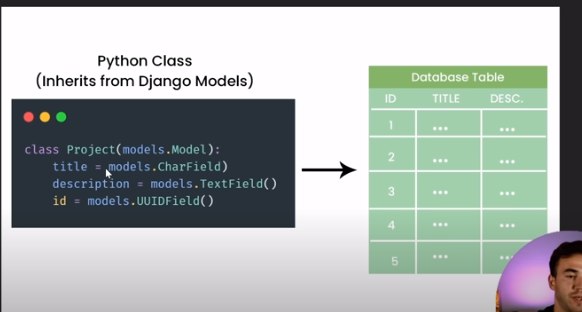 Python Class
(Inherits from Django Models)
class Project(models.Model):
title = models.CharField)
description = models.TextField()
id = models.UUIDField()
Database Table
ID TITLE DESC.
1 ... ...
2 ... ...
3 ... ...
4 ... ...
5 ... ...